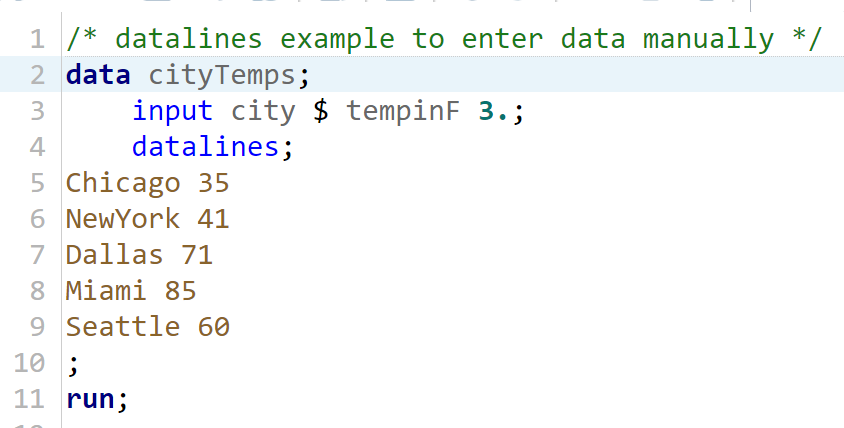 1 /* datalines example to enter data manually */
2 data cityTemps;
3 input city $ tempinF 3.;
4 datalines;
5 Chicago 35
6 NewYork 41
7 Dallas 71
8 Miami 85
9 Seattle 60
10 ;
11 run;